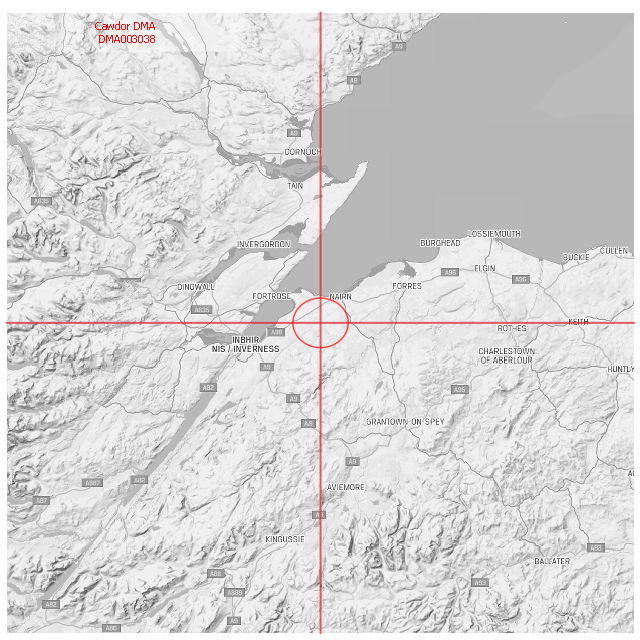 Cawdor DMA
DMA003038
A9
A9
A9
DORNOCH
TAIN
A835
LOSSIEMOUTH
BURGHEAD
INVERGORDON
CULLEN
BUCKIE
ELGIN
A96
A96
DINGWALL
FORTROSE
NAIRN
FORRES
A835
KEITH
ROTHES
A96
INBHIR
NIS / INVERNESS
CHARLESTOWN
OF ABERLOUR
A9
HUNTLY
A82
A95
A9
A9
GRANTOWN-ON-SPEY
A9
A82
A887
AVIEMORE
A87
A9
KINGUSSIE
A93
BALLATER
A86
A93
A889
A82
A9